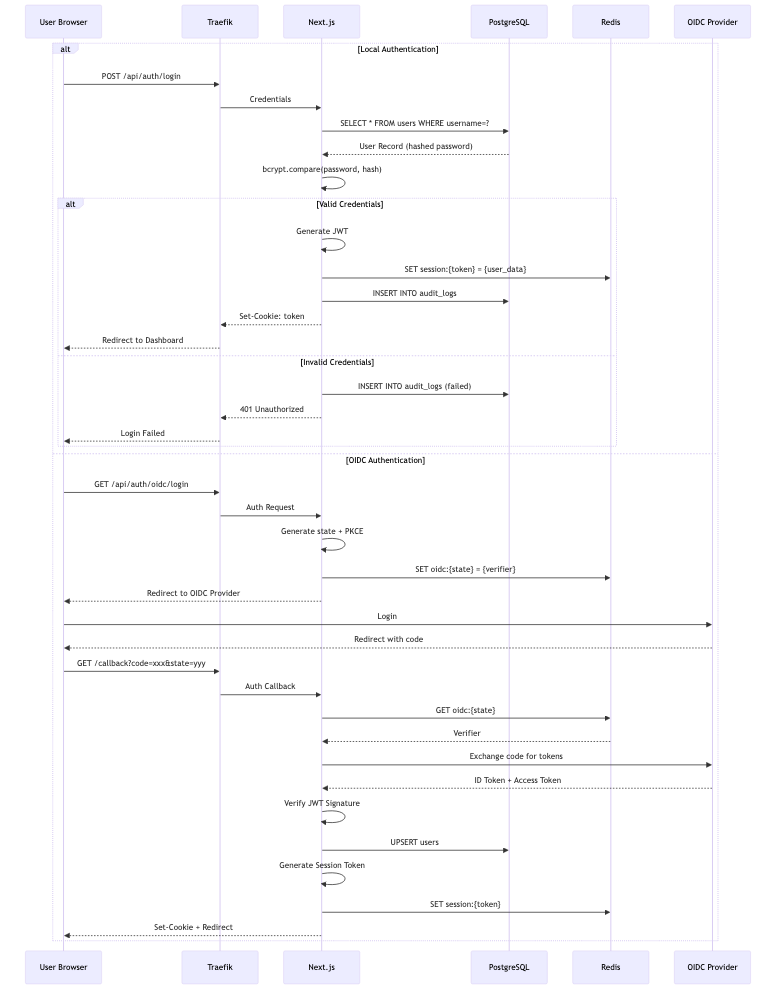 User Browser
Traefik
Next.js
PostgreSQL
Redis
OIDC Provider
alt
[Local Authentication]
POST /api/auth/login
Credentials
SELECT * FROM users WHERE username=?
User Record (hashed password)
bcrypt.compare(password, hash)
alt
[Valid Credentials]
Generate JWT
SET session:{token} = {user_data}
INSERT INTO audit_logs
Set-Cookie: token
Redirect to Dashboard
[Invalid Credentials]
INSERT INTO audit_logs (failed)
401 Unauthorized
Login Failed
[OIDC Authentication]
GET /api/auth/oidc/login
Auth Request
Generate state + PKCE
SET oidc:{state} = {verifier}
Redirect to OIDC Provider
Login
Redirect with code
GET /callback?code=xxx&state=yyy
Auth Callback
GET oidc:{state}
Verifier
Exchange code for tokens
ID Token + Access Token
Verify JWT Signature
UPSERT users
Generate Session Token
SET session:{token}
Set-Cookie + Redirect
User Browser
Traefik
Next.js
PostgreSQL
Redis
OIDC Provider